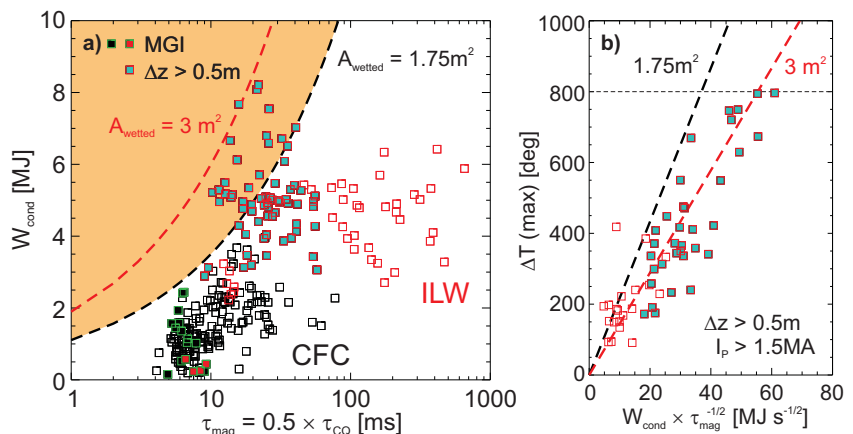 a)
MGI
Δz > 0.5m
A_wetted = 1.75m²
A_wetted = 3 m²
ILW
CFC
W_cond [MJ]
10
8
6
4
2
0
1 10 100 1000
τ_mag = 0.5 × τ_CQ [ms]
b)
1.75m²
3 m²
Δz > 0.5m
I_P > 1.5MA
ΔT (max) [deg]
1000
800
600
400
200
0
0 20 40 60 80
W_cond × τ_mag^-1/2 [MJ s^-1/2]